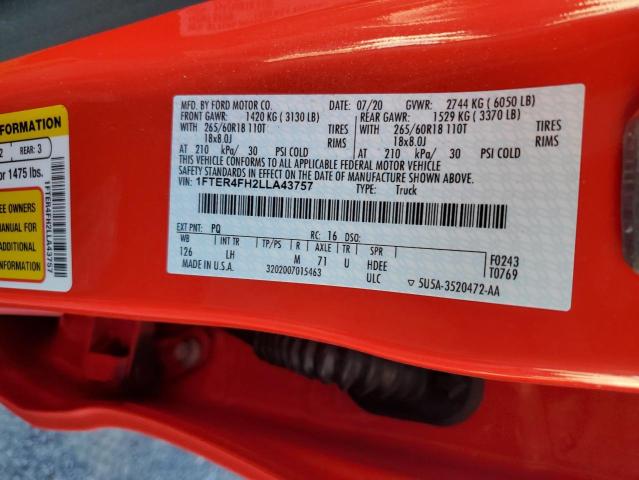 MFD. BY FORD MOTOR CO. 07/20 GVWR: 2744 KG ( 6050 LB)
FRONT GAWR: 1420 KG ( 3130 LB) REAR GAWR: 1529 KG ( 3370 LB)
WITH 265/60R18 110T TIRES WITH 265/60R18 110T TIRES
18x8.0J RIMS 18x8.0J RIMS
AT 210 kPa/ 30 PSI COLD AT 210 kPa/ 30 PSI COLD
THIS VEHICLE CONFORMS TO ALL APPLICABLE FEDERAL MOTOR VEHICLE
SAFETY STANDARDS IN EFFECT ON THE DATE OF MANUFACTURE SHOWN ABOVE.
VIN: 1FTER4FH2LLA43757
TYPE: Truck
EXT PNT: PQ RC: 16 DSO:
WB INT TR TP/PS R AXLE TR SPR
126 LH M 71 U HDEE
ULC
F0243
T0769
MADE IN U.S.A. 3202007015463 5U5A-3520472-AA
FORMATION
2 REAR: 3
or 1475 lbs.
SEE OWNERS
MANUAL FOR
ADDITIONAL
INFORMATION
1FTER4FH2LLA43757